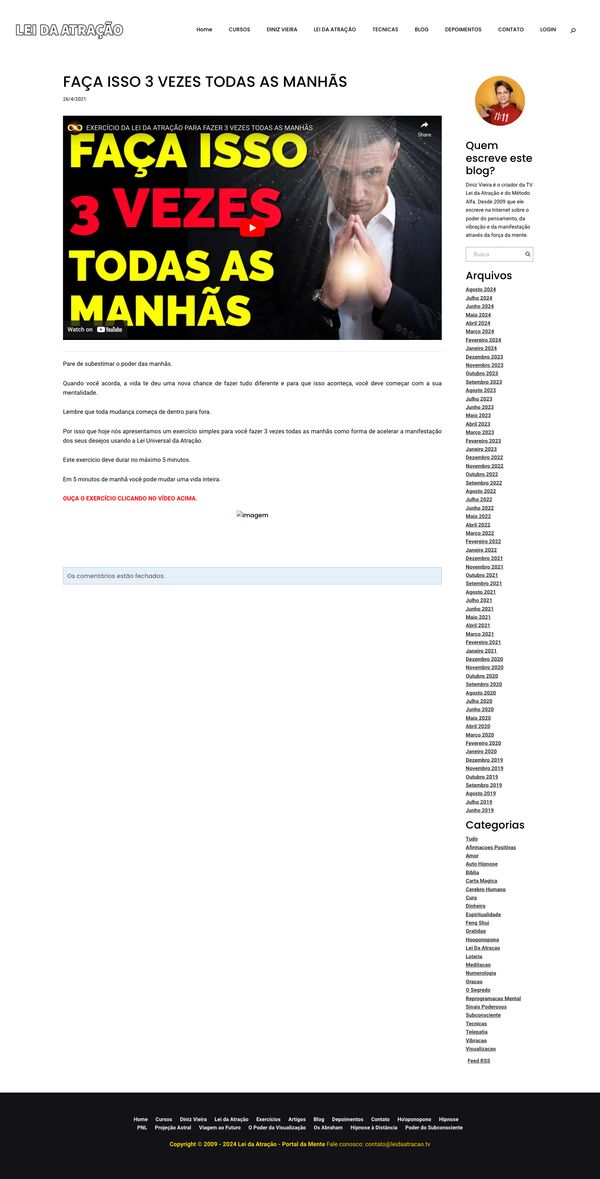 LEI DA ATRAÇÃO
Home CURSOS DINIZ VIEIRA LEI DA ATRAÇÃO TECNICAS BLOG DEPOIMENTOS CONTATO LOGIN
FAÇA ISSO 3 VEZES TODAS AS MANHÃS
26/4/2021
EXERCÍCIO DA LEI DA ATRAÇÃO PARA FAZER 3 VEZES TODAS AS MANHÃS
Share
FAÇA ISSO
3 VEZES
TODAS AS
MANHÃS
Watch on YouTube
Pare de subestimar o poder das manhãs.
Quando você acorda, a vida te deu uma nova chance de fazer tudo diferente e para que isso aconteça, você deve começar com a sua
mentalidade.
Lembre que toda mudança começa de dentro para fora.
Por isso que hoje nós apresentamos um exercício simples para você fazer 3 vezes todas as manhãs como forma de acelerar a manifestação
dos seus desejos usando a Lei Universal da Atração.
Este exercício deve durar no máximo 5 minutos.
Em 5 minutos de manhã você pode mudar uma vida inteira.
OUÇA O EXERCÍCIO CLICANDO NO VÍDEO ACIMA.
Imagem
Os comentários estão fechados.
11:11
Quem
escreve este
blog?
Diniz Vieira é o criador da TV
Lei da Atração e do Método
Alfa. Desde 2009 que ele
escreve na Internet sobre o
poder do pensamento, da
vibração e da manifestação
através da força da mente.
Busca
Arquivos
Agosto 2024
Julho 2024
Junho 2024
Maio 2024
Abril 2024
Março 2024
Fevereiro 2024
Janeiro 2024
Dezembro 2023
Novembro 2023
Outubro 2023
Setembro 2023
Agosto 2023
Julho 2023
Junho 2023
Maio 2023
Abril 2023
Março 2023
Fevereiro 2023
Janeiro 2023
Dezembro 2022
Novembro 2022
Outubro 2022
Setembro 2022
Agosto 2022
Julho 2022
Junho 2022
Maio 2022
Abril 2022
Março 2022
Fevereiro 2022
Janeiro 2022
Dezembro 2021
Novembro 2021
Outubro 2021
Setembro 2021
Agosto 2021
Julho 2021
Junho 2021
Maio 2021
Abril 2021
Março 2021
Fevereiro 2021
Janeiro 2021
Dezembro 2020
Novembro 2020
Outubro 2020
Setembro 2020
Agosto 2020
Julho 2020
Junho 2020
Maio 2020
Abril 2020
Março 2020
Fevereiro 2020
Janeiro 2020
Dezembro 2019
Novembro 2019
Outubro 2019
Setembro 2019
Agosto 2019
Julho 2019
Junho 2019
Categorias
Tudo
Afirmacoes Positivas
Amor
Auto Hipnose
Biblia
Carta Magica
Cerebro Humano
Cura
Dinheiro
Espiritualidade
Feng Shui
Gratidao
Hooponopono
Lei Da Atracao
Loteria
Meditacao
Numerologia
Oracao
O Segredo
Reprogramacao Mental
Sinais Poderosos
Subconsciente
Tecnicas
Telepatia
Vibracao
Visualizacao
Feed RSS
Home Cursos Diniz Vieira Lei da Atração Exercícios Artigos Blog Depoimentos Contato Ho'oponopono Hipnose
PNL Projeção Astral Viagem ao Futuro O Poder da Visualização Os Abraham Hipnose à Distância Poder do Subconsciente
Copyright © 2009 - 2024 Lei da Atração - Portal da Mente Fale conosco: contato@leidaatracao.tv